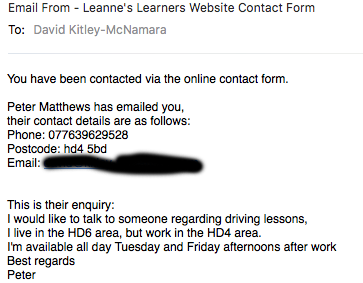 Email From - Leanne's Learners Website Contact Form
To: David Kitley-McNamara
You have been contacted via the online contact form.
Peter Matthews has emailed you,
their contact details are as follows:
Phone: 077639629528
Postcode: hd4 5bd
Email:
This is their enquiry:
I would like to talk to someone regarding driving lessons,
I live in the HD6 area, but work in the HD4 area.
I'm available all day Tuesday and Friday afternoons after work
Best regards
Peter